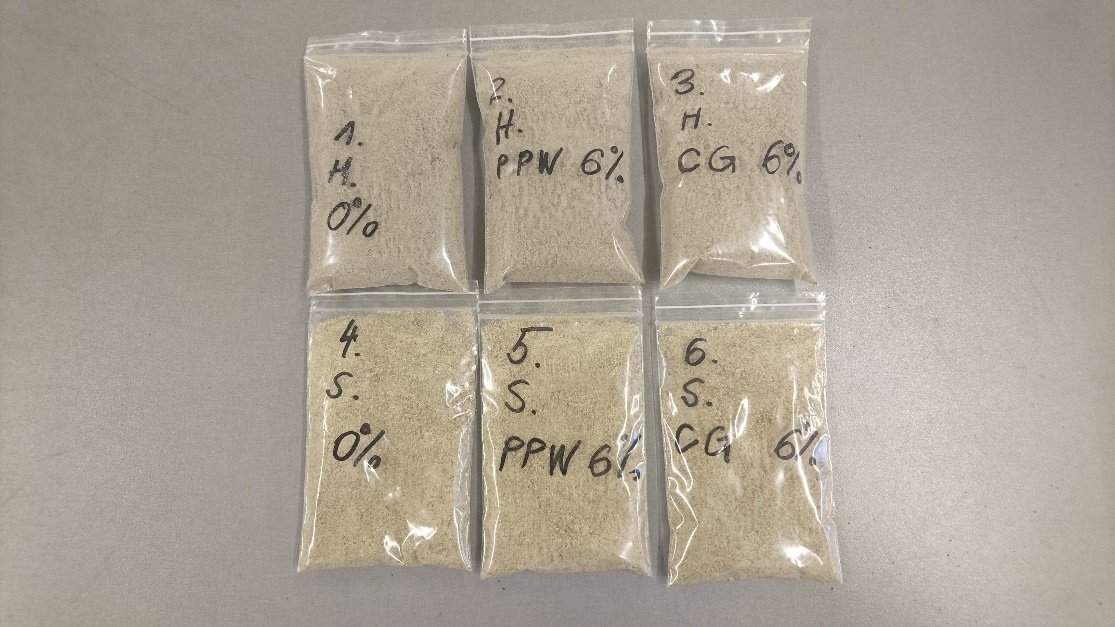 1.
H.
0%
2.
H.
PPW 6%
3.
H.
CG 6%
4.
S.
0%
5.
S.
PPW 6%
6.
S.
CG 6%